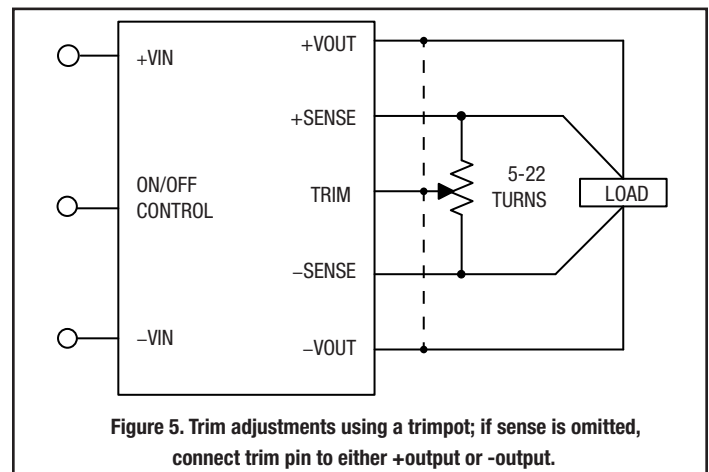 +VOUT
+VIN
+SENSE
ON/OFF
CONTROL
TRIM
5-22
TURNS
LOAD
−SENSE
−VIN
−VOUT
Figure 5. Trim adjustments using a trimpot; if sense is omitted,
connect trim pin to either +output or -output.